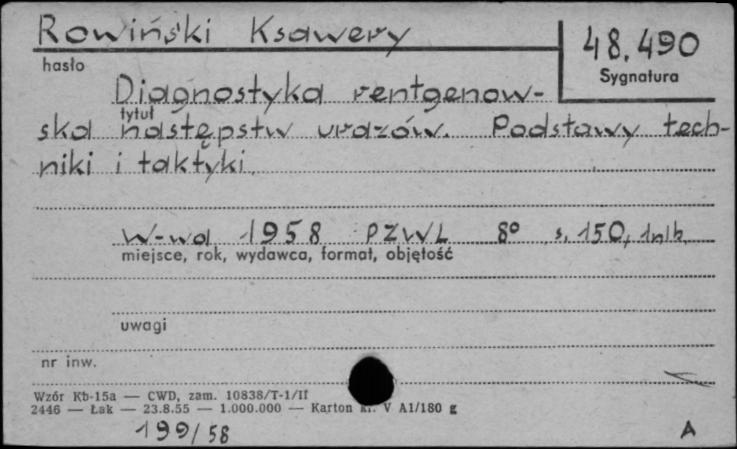 Rowiński Ksawery
48.490
hasło
Sygnatura
Diagnostyka rentgenow-
tytuł
ska następstw urazów. Podstawy tech-
niki i taktyki.
W-wa 1958 PZWL 8° s. 150, 1nlb.
miejsce, rok, wydawca, format, objętość
uwagi
nr inw.
Wzór Kb-15a — CWD, zam. 10838/T-1/II
2446 — Łak — 23.8.55 — 1.000.000 — Karton kl. V A1/180 g
199/58
A